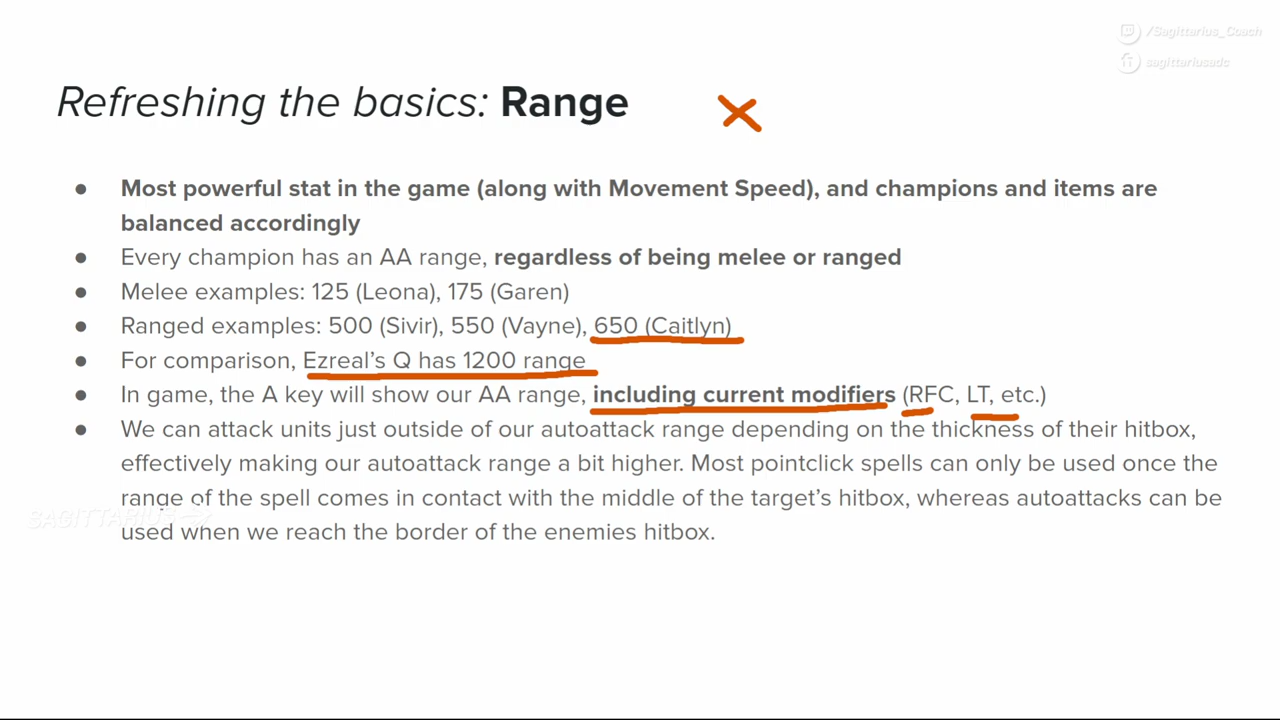 /Sagittarius_Coach
sagittariusadc
Refreshing the basics: Range
● Most powerful stat in the game (along with Movement Speed), and champions and items are
balanced accordingly
● Every champion has an AA range, regardless of being melee or ranged
● Melee examples: 125 (Leona), 175 (Garen)
● Ranged examples: 500 (Sivir), 550 (Vayne), 650 (Caitlyn)
● For comparison, Ezreal’s Q has 1200 range
● In game, the A key will show our AA range, including current modifiers (RFC, LT, etc.)
● We can attack units just outside of our autoattack range depending on the thickness of their hitbox,
effectively making our autoattack range a bit higher. Most pointclick spells can only be used once the
range of the spell comes in contact with the middle of the target’s hitbox, whereas autoattacks can be
SAGITTARIUS
used when we reach the border of the enemies hitbox.